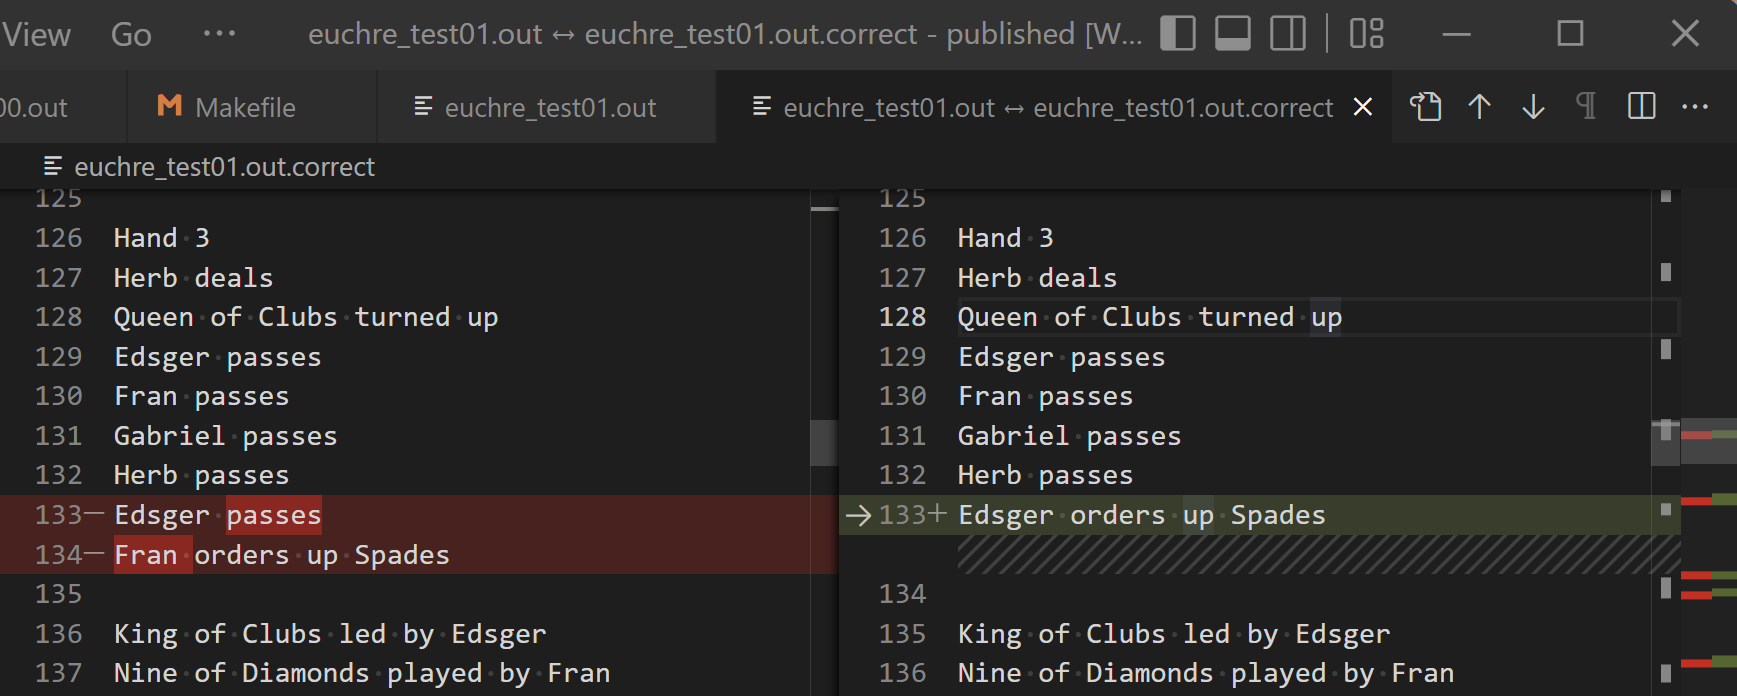 View Go ··· euchre_test01.out ↔ euchre_test01.out.correct - published [W...
00.out Makefile euchre_test01.out euchre_test01.out ↔ euchre_test01.out.correct
euchre_test01.out.correct
125
126 Hand 3
127 Herb deals
128 Queen of Clubs turned up
129 Edsger passes
130 Fran passes
131 Gabriel passes
132 Herb passes
133− Edsger passes
134− Fran orders up Spades
135
136 King of Clubs led by Edsger
137 Nine of Diamonds played by Fran
125
126 Hand 3
127 Herb deals
128 Queen of Clubs turned up
129 Edsger passes
130 Fran passes
131 Gabriel passes
132 Herb passes
133+ Edsger orders up Spades
134
135 King of Clubs led by Edsger
136 Nine of Diamonds played by Fran